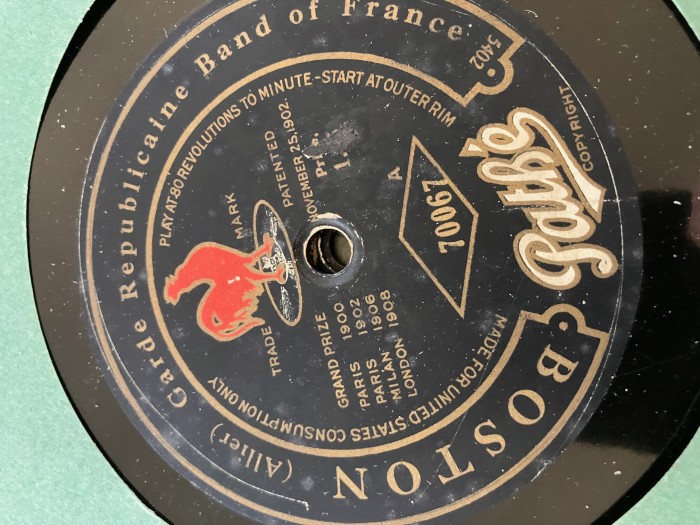 Pathé
COPYRIGHT
BOSTON (Allier) Garde Republicaine Band of France
5402
PLAY AT 80 REVOLUTIONS TO MINUTE - START AT OUTER RIM
A
70067
PATENTED
NOVEMBER 25, 1902
1.
TRADE MARK
GRAND PRIZE
PARIS 1900
PARIS 1902
MILAN 1906
LONDON 1908
MADE FOR UNITED STATES CONSUMPTION ONLY